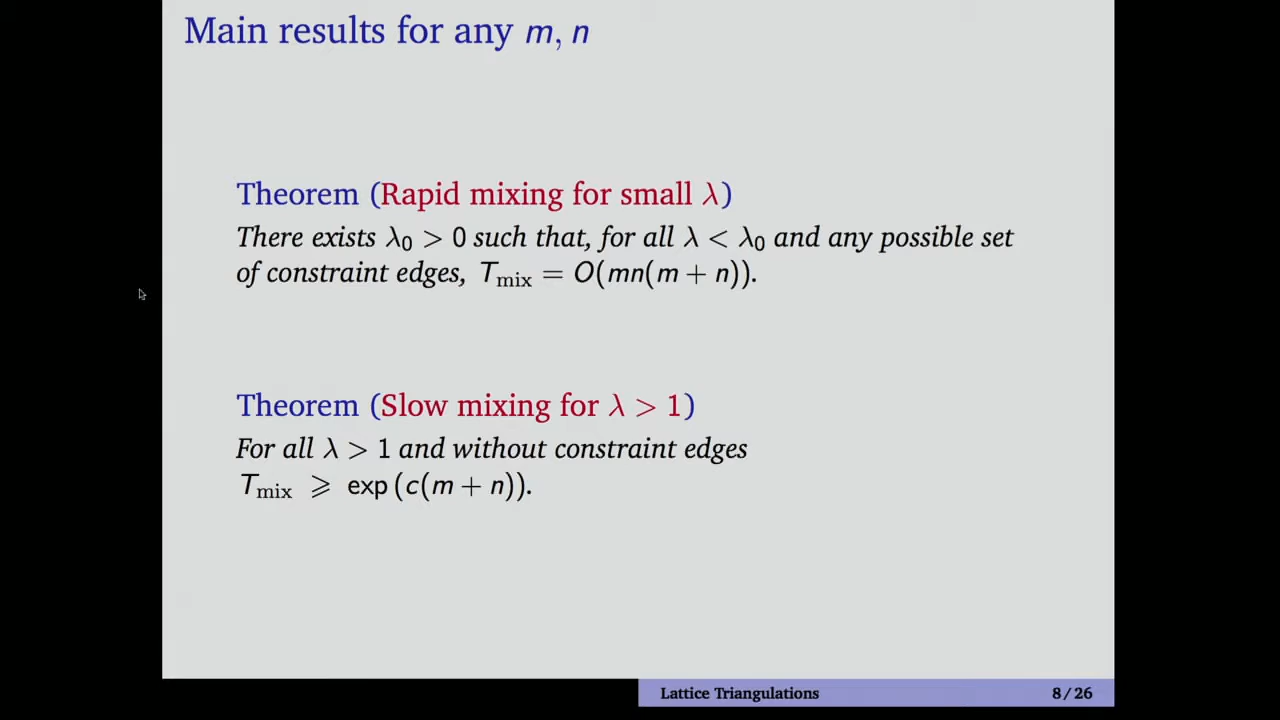 Main results for any m, n
Theorem (Rapid mixing for small λ)
There exists λ₀ > 0 such that, for all λ < λ₀ and any possible set
of constraint edges, Tmix = O(mn(m + n)).
Theorem (Slow mixing for λ > 1)
For all λ > 1 and without constraint edges
Tmix ⩾ exp (c(m + n)).
Lattice Triangulations 8 / 26